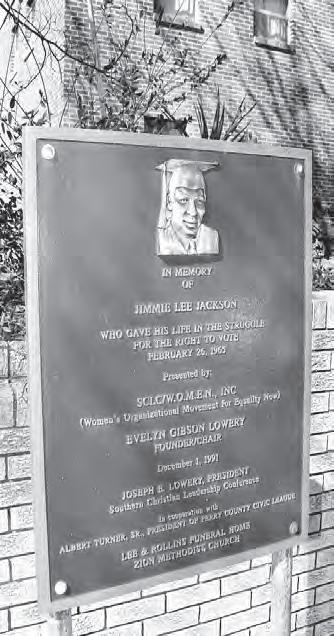 IN MEMORY
OF
JIMMIE LEE JACKSON
WHO GAVE HIS LIFE IN THE STRUGGLE
FOR THE RIGHT TO VOTE
FEBRUARY 26, 1965
Presented by:
SCLC/W.O.M.E.N., INC
(Women's Organizational Movement for Equality Now)
EVELYN GIBSON LOWERY
FOUNDER/CHAIR
December 1, 1991
JOSEPH E. LOWERY, PRESIDENT
Southern Christian Leadership Conference
In cooperation with
ALBERT TURNER, SR., PRESIDENT OF PERRY COUNTY CIVIC LEAGUE
LEE & ROLLINS FUNERAL HOME
ZION METHODIST, CHURCH